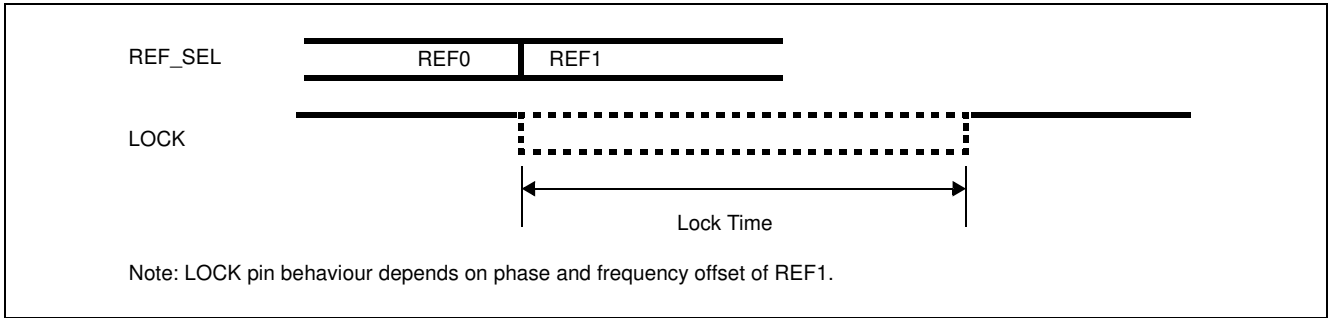 REF_SEL REF0 REF1
LOCK
Lock Time
Note: LOCK pin behaviour depends on phase and frequency offset of REF1.